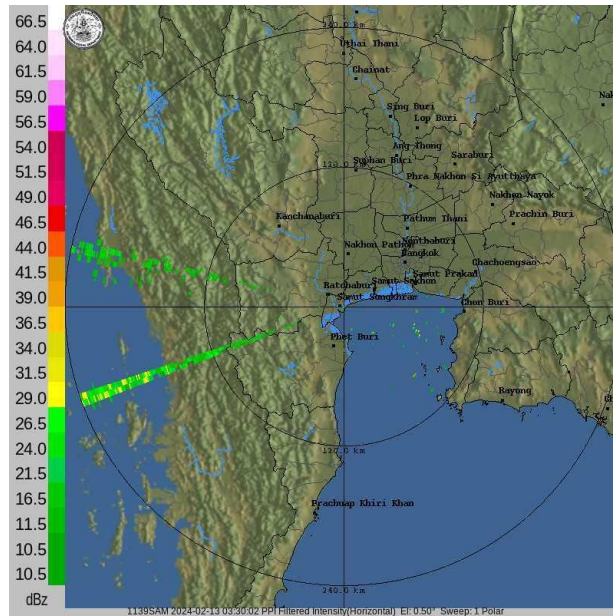 66.5
64.0
61.5
59.0
56.5
54.0
51.5
49.0
46.5
44.0
41.5
39.0
36.5
34.0
31.5
29.0
26.5
24.0
21.5
16.5
11.5
10.5
10.5
dBz
240.0 km
Uthai Thani
Chainat
Sing Buri
Lop Buri
Ang Thong
Saraburi
Suphan Buri
120.0 km
Phra Nakhon Si Ayutthaya
Nakhon Nayok
Kanchanaburi
Pathum Thani
Prachin Buri
Nakhon Pathom
Nonthaburi
Bangkok
Chachoengsao
Samut Prakan
Samut Sakhon
Ratchaburi
Samut Songkhram
Chon Buri
Phet Buri
Rayong
120.0 km
Prachuap Khiri Khan
240.0 km
1139SAM 2024-02-13 03:30:02 PPI Filtered Intensity(Horizontal) El: 0.50° Sweep: 1 Polar